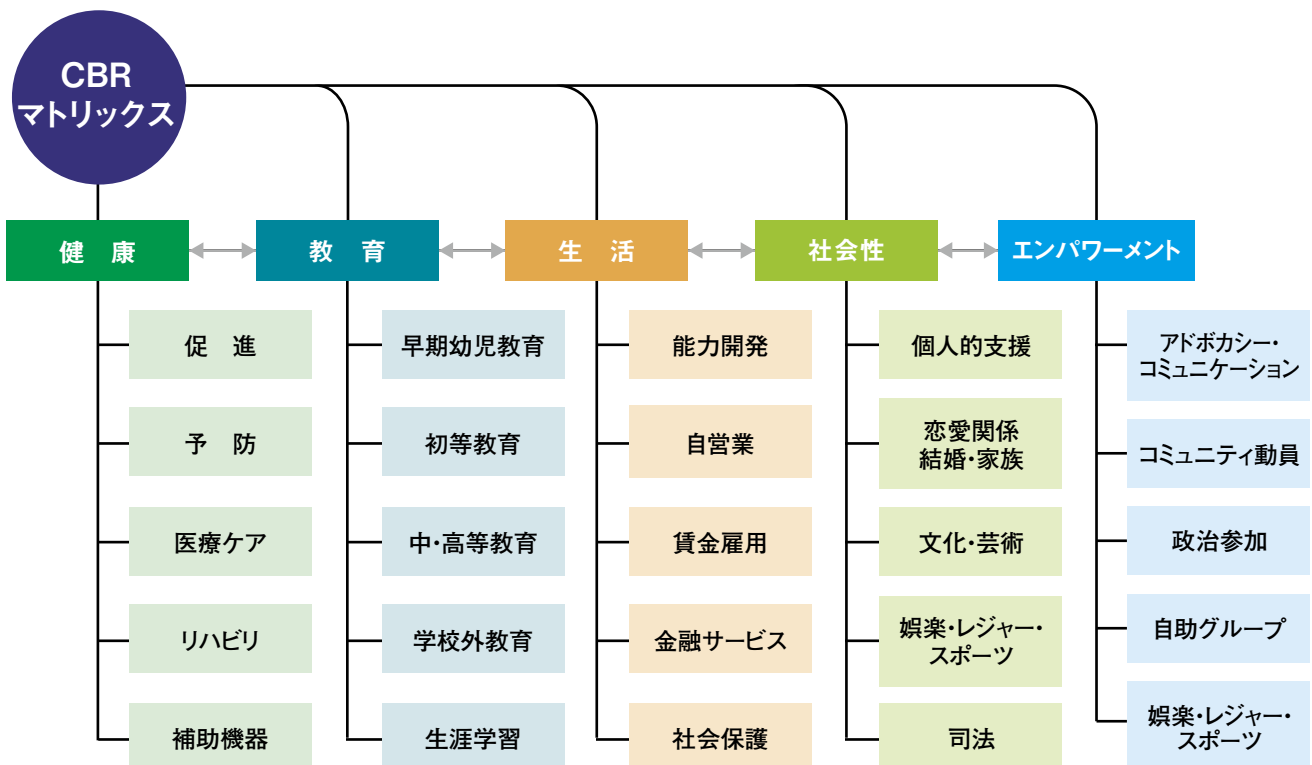 CBR
マトリックス
健　康
教　育
生　活
社会性
エンパワーメント
促　進
予　防
医療ケア
リハビリ
補助機器
早期幼児教育
初等教育
中・高等教育
学校外教育
生涯学習
能力開発
自営業
賃金雇用
金融サービス
社会保護
個人的支援
恋愛関係
結婚・家族
文化・芸術
娯楽・レジャー・
スポーツ
司法
アドボカシー・
コミュニケーション
コミュニティ動員
政治参加
自助グループ
娯楽・レジャー・
スポーツ